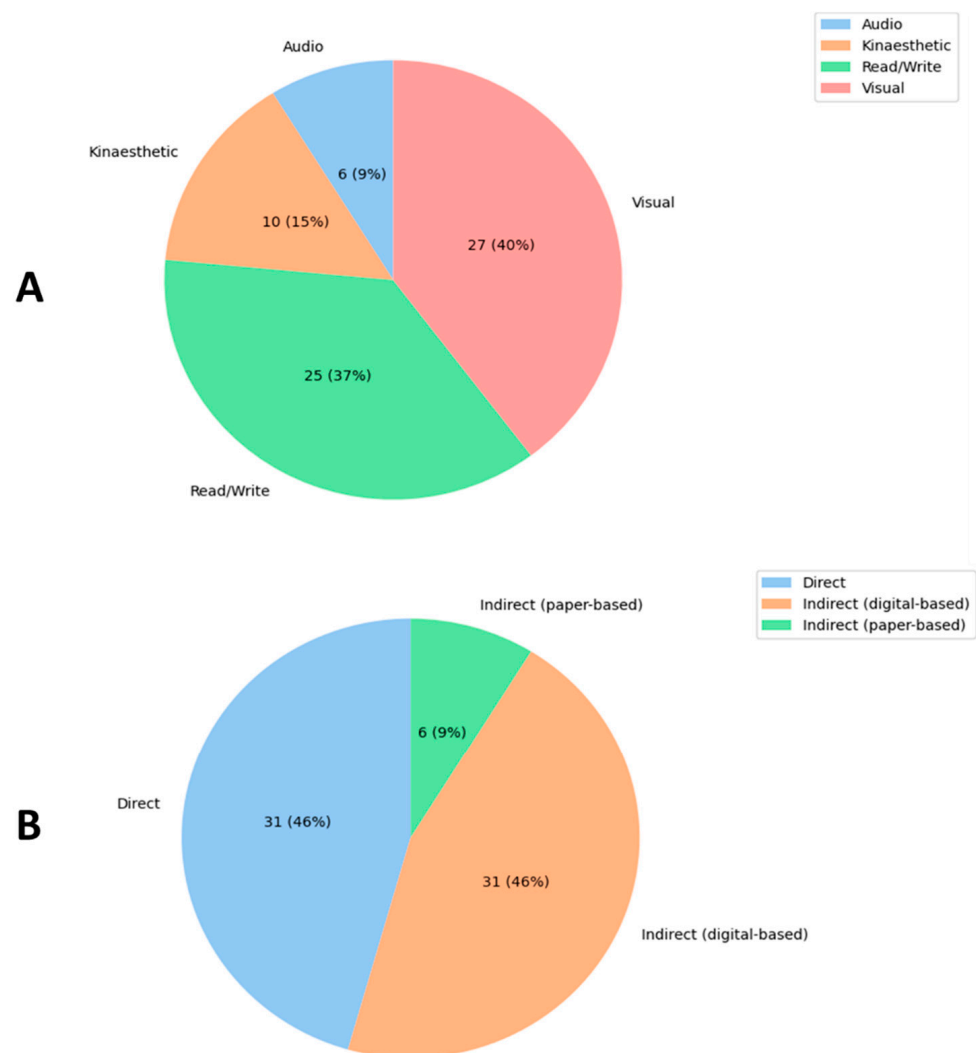 Audio
Kinaesthetic
Read/Write
Visual
Audio
Kinaesthetic
Visual
6 (9%)
10 (15%)
27 (40%)
A
25 (37%)
Read/Write
Direct
Indirect (digital-based)
Indirect (paper-based)
Indirect (paper-based)
6 (9%)
Direct
31 (46%)
B
31 (46%)
Indirect (digital-based)